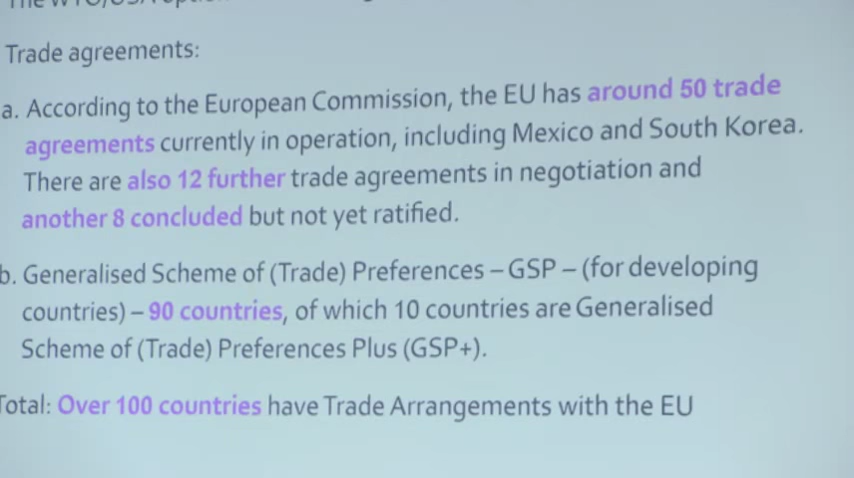 Trade agreements:
a. According to the European Commission, the EU has around 50 trade
agreements currently in operation, including Mexico and South Korea.
There are also 12 further trade agreements in negotiation and
another 8 concluded but not yet ratified.
b. Generalised Scheme of (Trade) Preferences – GSP – (for developing
countries) – 90 countries, of which 10 countries are Generalised
Scheme of (Trade) Preferences Plus (GSP+).
Total: Over 100 countries have Trade Arrangements with the EU